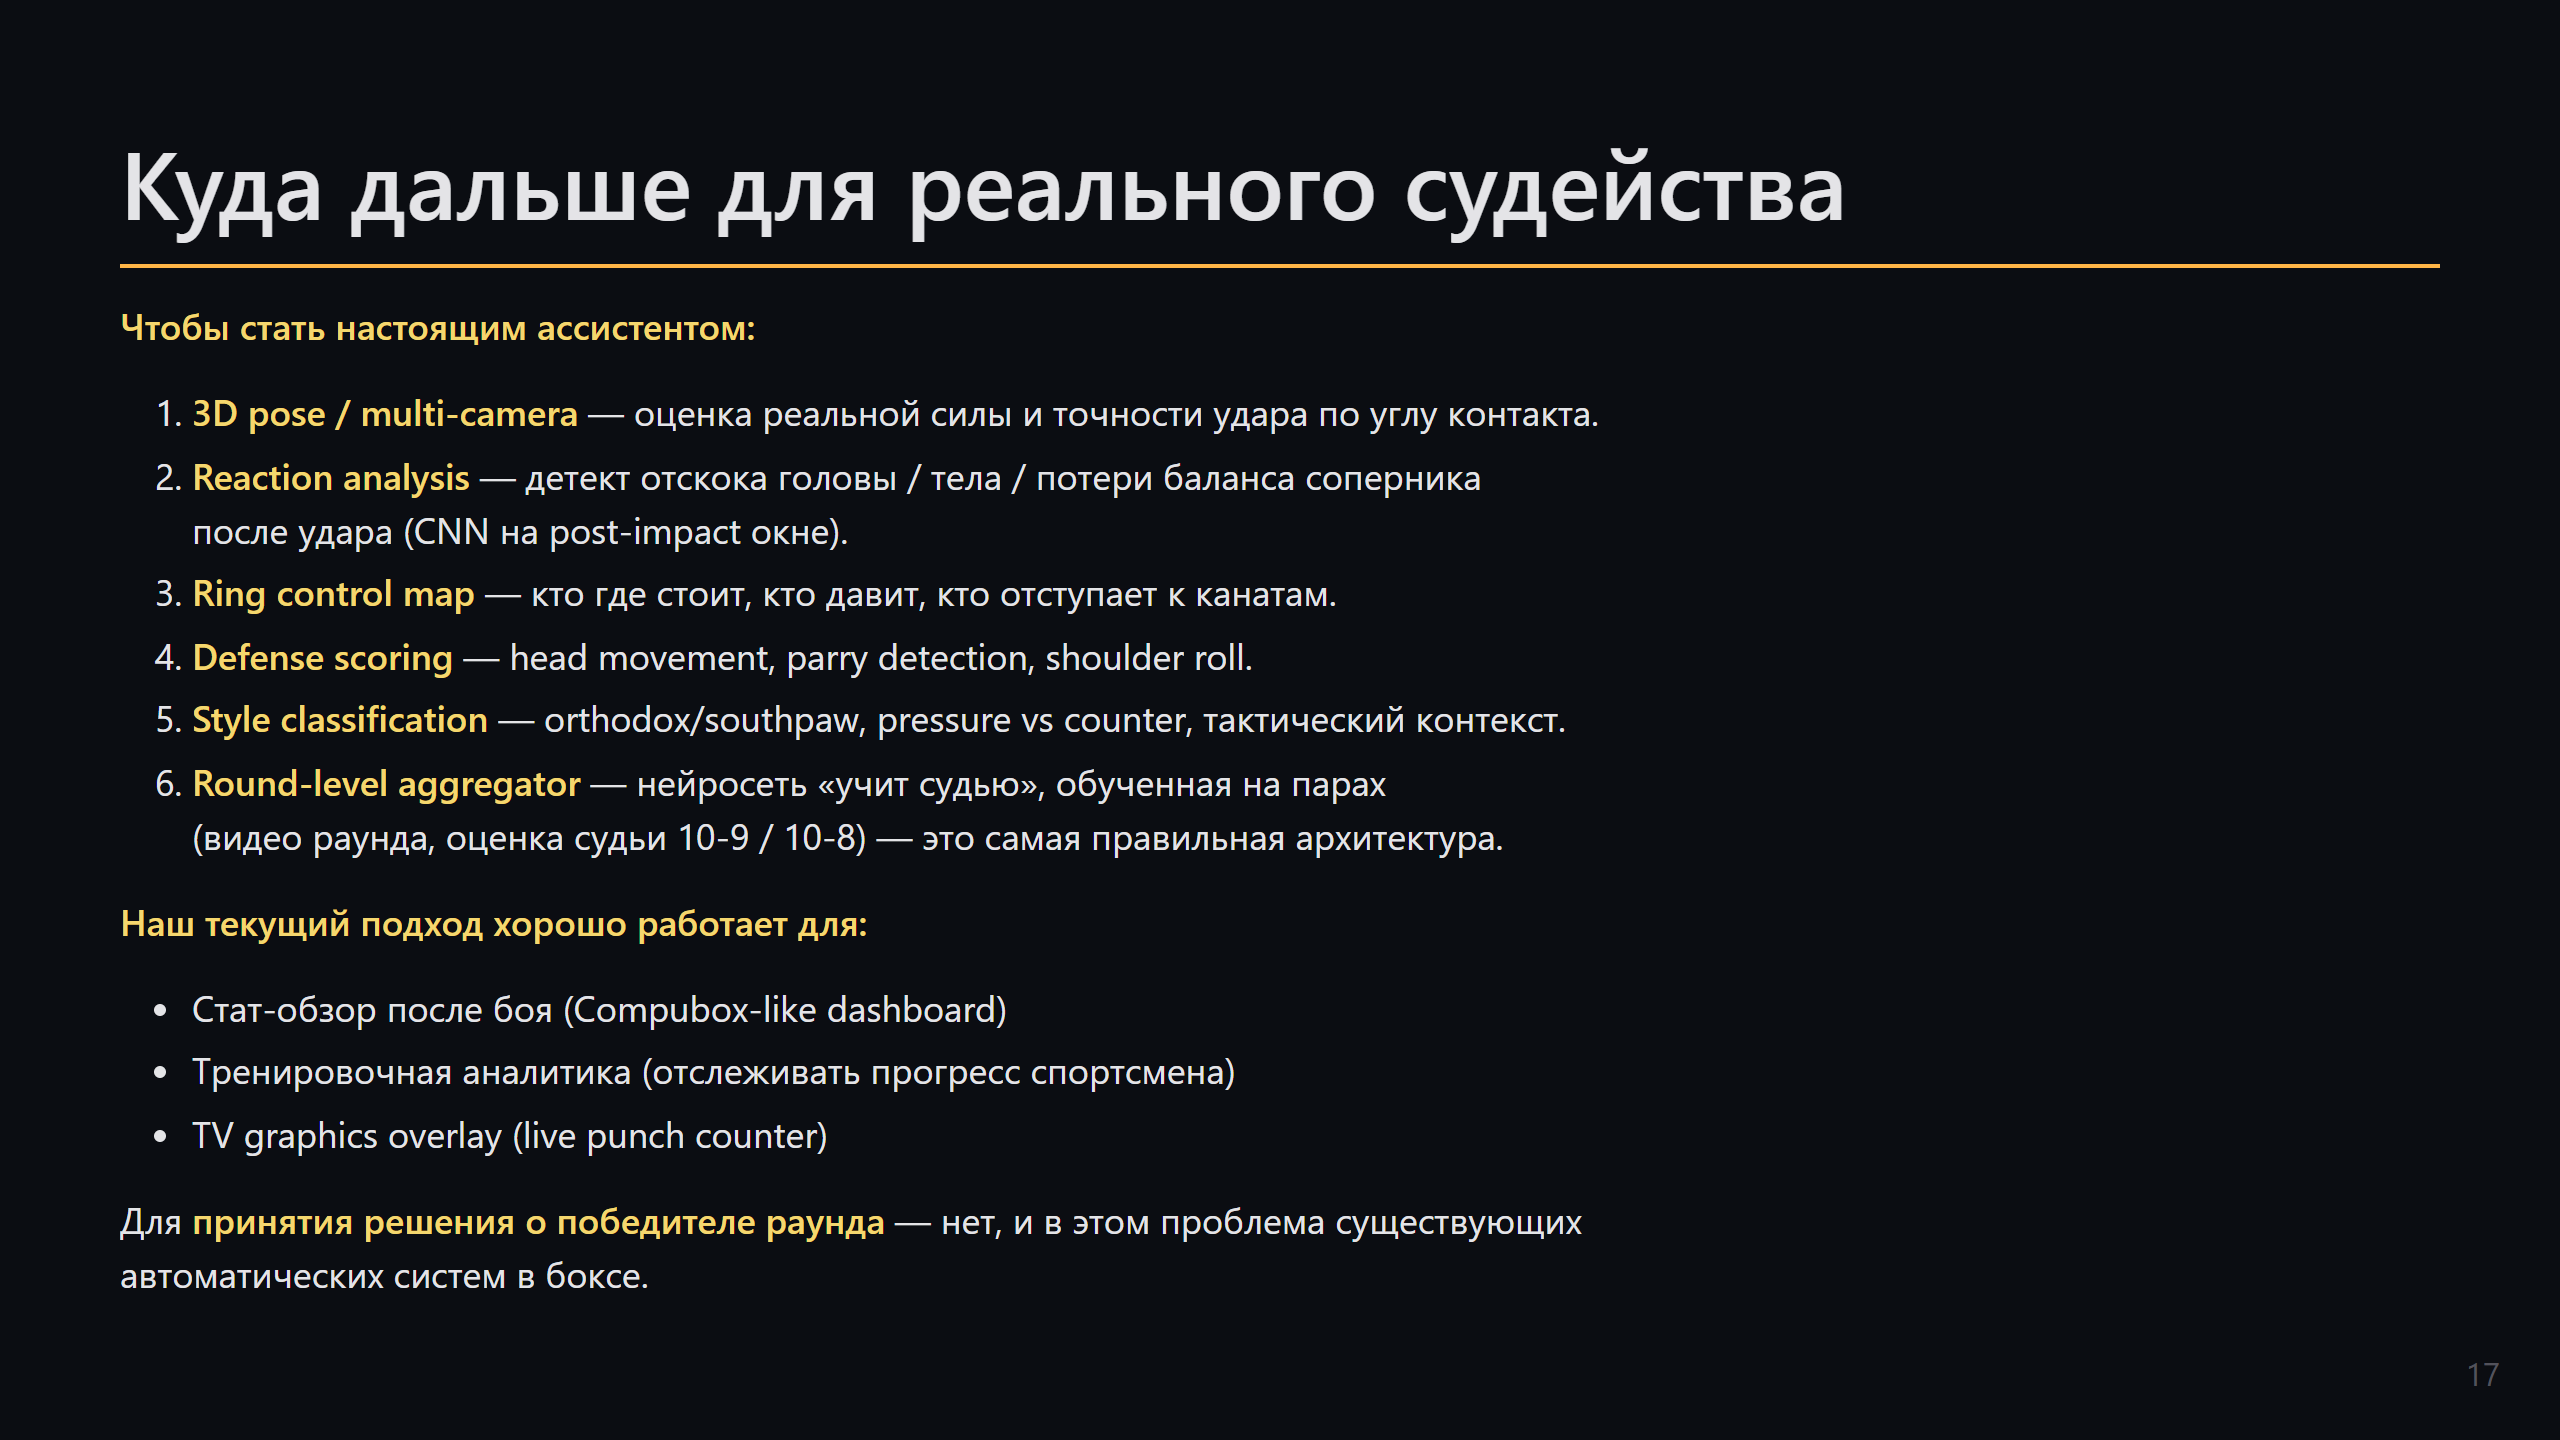 Куда дальше для реального судейства
Чтобы стать настоящим ассистентом:
1. 3D pose / multi-camera — оценка реальной силы и точности удара по углу контакта.
2. Reaction analysis — детект отскока головы / тела / потери баланса соперника
после удара (CNN на post-impact окне).
3. Ring control map — кто где стоит, кто давит, кто отступает к канатам.
4. Defense scoring — head movement, parry detection, shoulder roll.
5. Style classification — orthodox/southpaw, pressure vs counter, тактический контекст.
6. Round-level aggregator — нейросеть «учит судью», обученная на парах
(видео раунда, оценка судьи 10-9 / 10-8) — это самая правильная архитектура.
Наш текущий подход хорошо работает для:
• Стат-обзор после боя (Compubox-like dashboard)
• Тренировочная аналитика (отслеживать прогресс спортсмена)
• TV graphics overlay (live punch counter)
Для принятия решения о победителе раунда — нет, и в этом проблема существующих
автоматических систем в боксе.
17